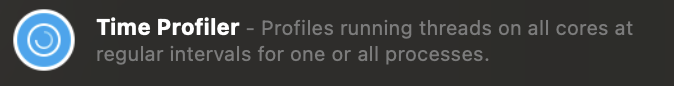 Time Profiler - Profiles running threads on all cores at
regular intervals for one or all processes.